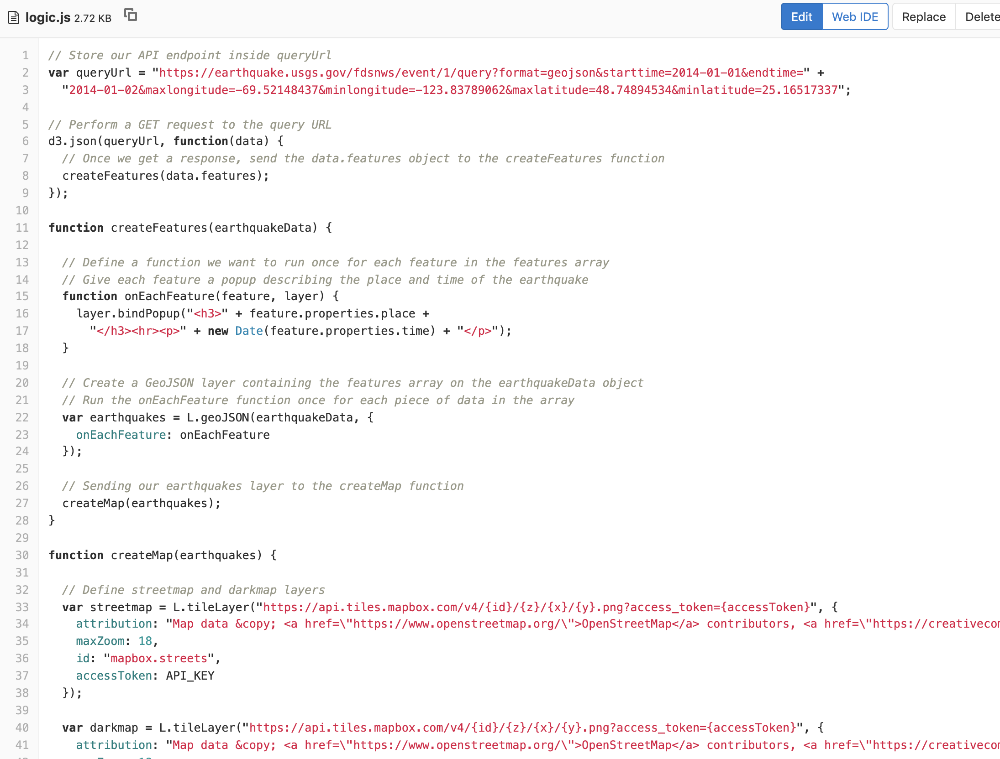 logic.js 2.72 KB
Edit Web IDE Replace Delete
1 // Store our API endpoint inside queryUrl
2 var queryUrl = "https://earthquake.usgs.gov/fdsnws/event/1/query?format=geojson&starttime=2014-01-01&endtime=" +
3   "2014-01-02&maxlongitude=-69.52148437&minlongitude=-123.83789062&maxlatitude=48.74894534&minlatitude=25.16517337";
4
5 // Perform a GET request to the query URL
6 d3.json(queryUrl, function(data) {
7   // Once we get a response, send the data.features object to the createFeatures function
8   createFeatures(data.features);
9 });
10
11 function createFeatures(earthquakeData) {
12
13   // Define a function we want to run once for each feature in the features array
14   // Give each feature a popup describing the place and time of the earthquake
15   function onEachFeature(feature, layer) {
16     layer.bindPopup("<h3>" + feature.properties.place +
17       "</h3><hr><p>" + new Date(feature.properties.time) + "</p>");
18   }
19
20   // Create a GeoJSON layer containing the features array on the earthquakeData object
21   // Run the onEachFeature function once for each piece of data in the array
22   var earthquakes = L.geoJSON(earthquakeData, {
23     onEachFeature: onEachFeature
24   });
25
26   // Sending our earthquakes layer to the createMap function
27   createMap(earthquakes);
28 }
29
30 function createMap(earthquakes) {
31
32   // Define streetmap and darkmap layers
33   var streetmap = L.tileLayer("https://api.tiles.mapbox.com/v4/{id}/{z}/{x}/{y}.png?access_token={accessToken}", {
34     attribution: "Map data &copy; <a href=\"https://www.openstreetmap.org/\">OpenStreetMap</a> contributors, <a href=\"https://creativecom
35     maxZoom: 18,
36     id: "mapbox.streets",
37     accessToken: API_KEY
38   });
39
40   var darkmap = L.tileLayer("https://api.tiles.mapbox.com/v4/{id}/{z}/{x}/{y}.png?access_token={accessToken}", {
41     attribution: "Map data &copy; <a href=\"https://www.openstreetmap.org/\">OpenStreetMap</a> contributors, <a href=\"https://creativecom